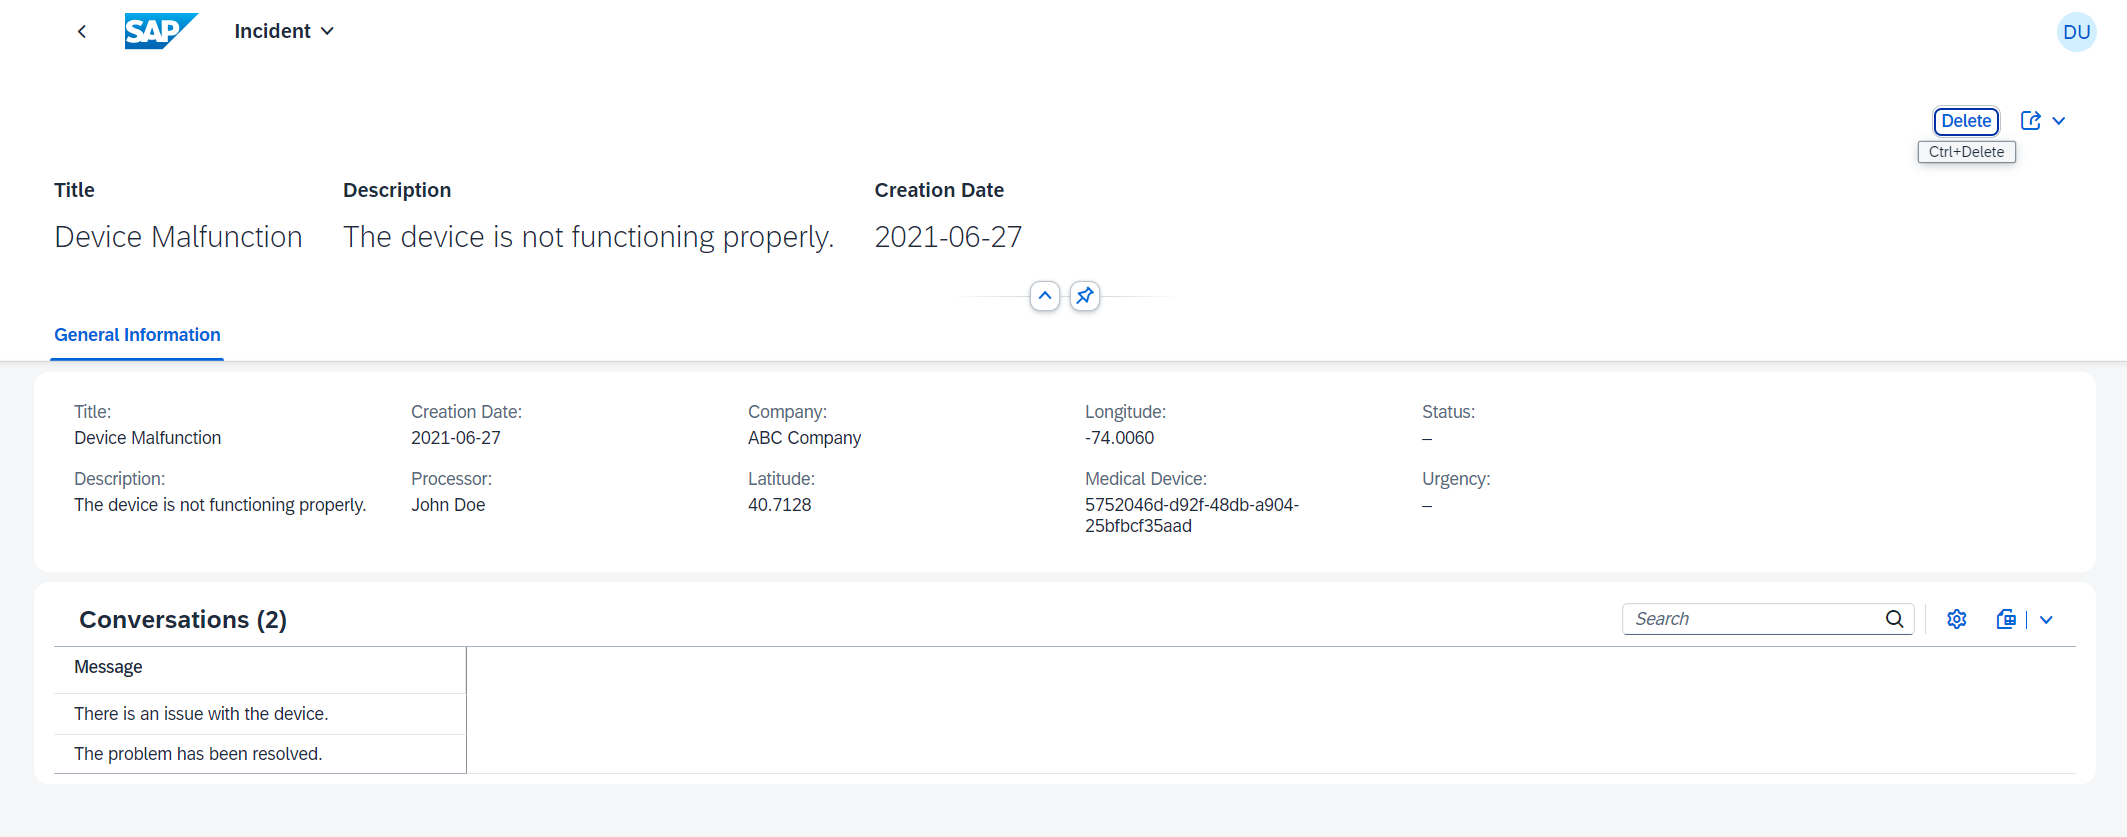 SAP
Incident
DU
Delete
Ctrl+Delete
Title
Description
Creation Date
Device Malfunction
The device is not functioning properly.
2021-06-27
General Information
Title:
Device Malfunction
Creation Date:
2021-06-27
Company:
ABC Company
Longitude:
-74.0060
Status:
–
Description:
The device is not functioning properly.
Processor:
John Doe
Latitude:
40.7128
Medical Device:
5752046d-d92f-48db-a904-
25bfbcf35aad
Urgency:
–
Conversations (2)
Search
Message
There is an issue with the device.
The problem has been resolved.